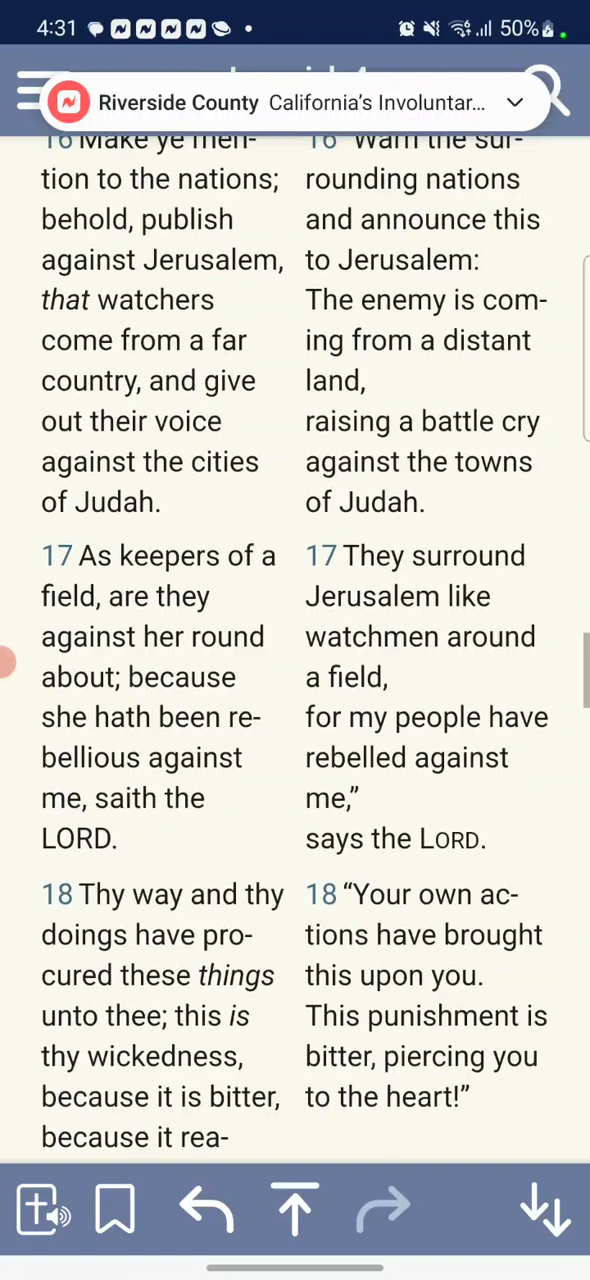 4:31
50%
Riverside County California's Involuntar...
16 Make ye men-
tion to the nations;
behold, publish
against Jerusalem,
that watchers
come from a far
country, and give
out their voice
against the cities
of Judah.
17 As keepers of a
field, are they
against her round
about; because
she hath been re-
bellious against
me, saith the
LORD.
18 Thy way and thy
doings have pro-
cured these things
unto thee; this is
thy wickedness,
because it is bitter,
because it rea-
16 "Warn the sur-
rounding nations
and announce this
to Jerusalem:
The enemy is com-
ing from a distant
land,
raising a battle cry
against the towns
of Judah.
17 They surround
Jerusalem like
watchmen around
a field,
for my people have
rebelled against
me,"
says the LORD.
18 "Your own ac-
tions have brought
this upon you.
This punishment is
bitter, piercing you
to the heart!"